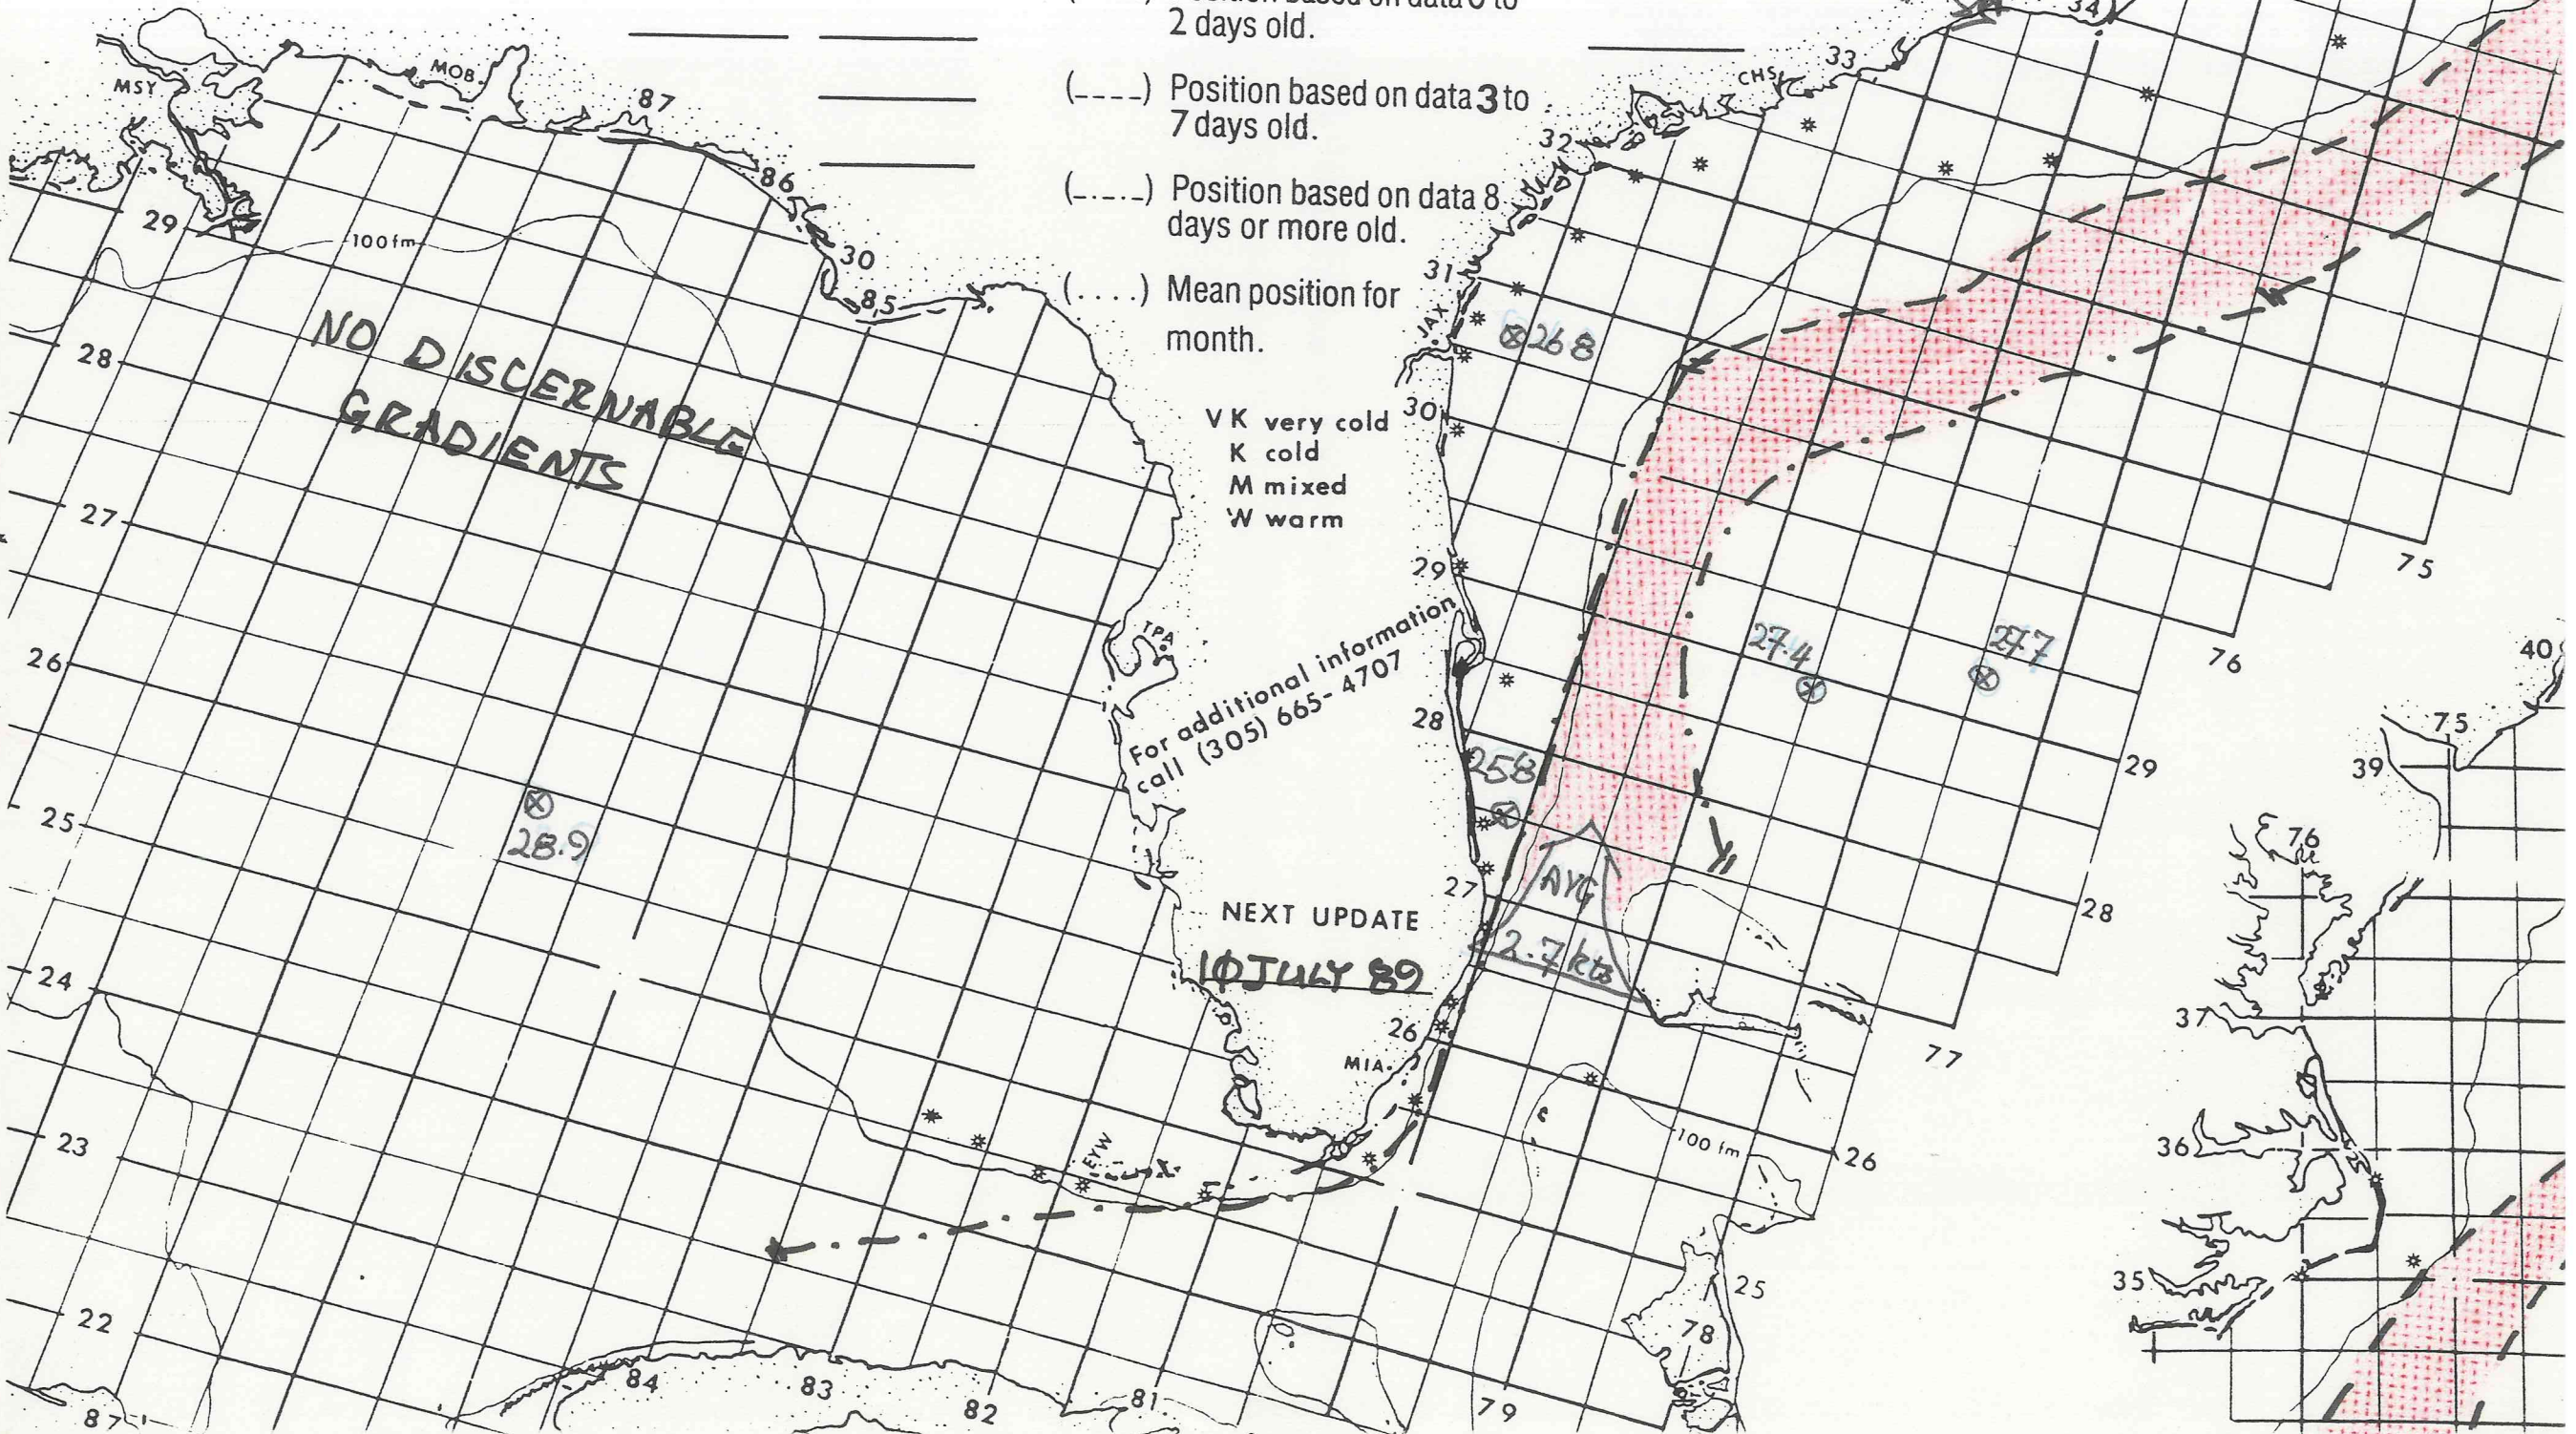 2 days old.
(----) Position based on data 3 to
7 days old.
(_._._) Position based on data 8
days or more old.
(....) Mean position for
month.
V K very cold
K cold
M mixed
W warm
For additional information
call (305) 665-4707
NEXT UPDATE
10 JULY 89
NO DISCERNABLE
GRADIENTS
MSY
MOB
87
86
30
85
100 fm
29
28
27
26
25
24
23
22
87
84
83
82
81
79
78
28.9
TPA
EYW
MIA
JAX
CHS
34
33
32
31
30
29
28
27
26
26 8
258
27.4
27.7
AVG
2.7 kts
75
76
29
28
77
26
100 fm
25
40
75
39
76
37
36
35